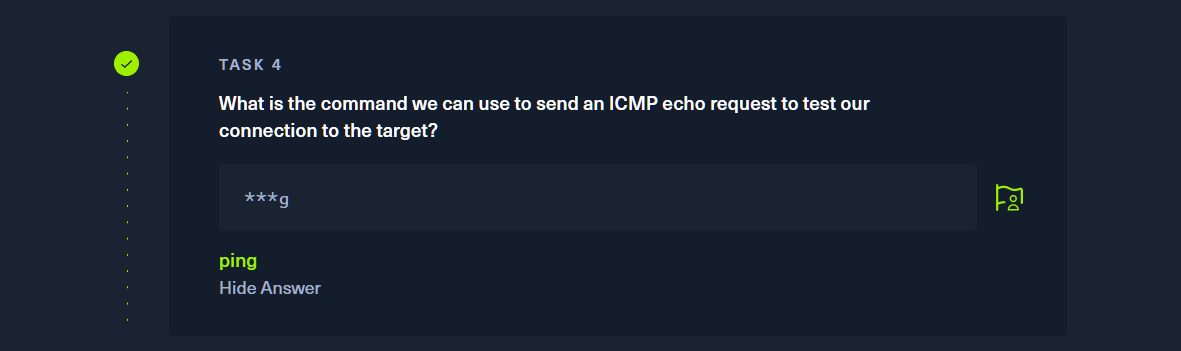 TASK 4
What is the command we can use to send an ICMP echo request to test our
connection to the target?
***g
ping
Hide Answer